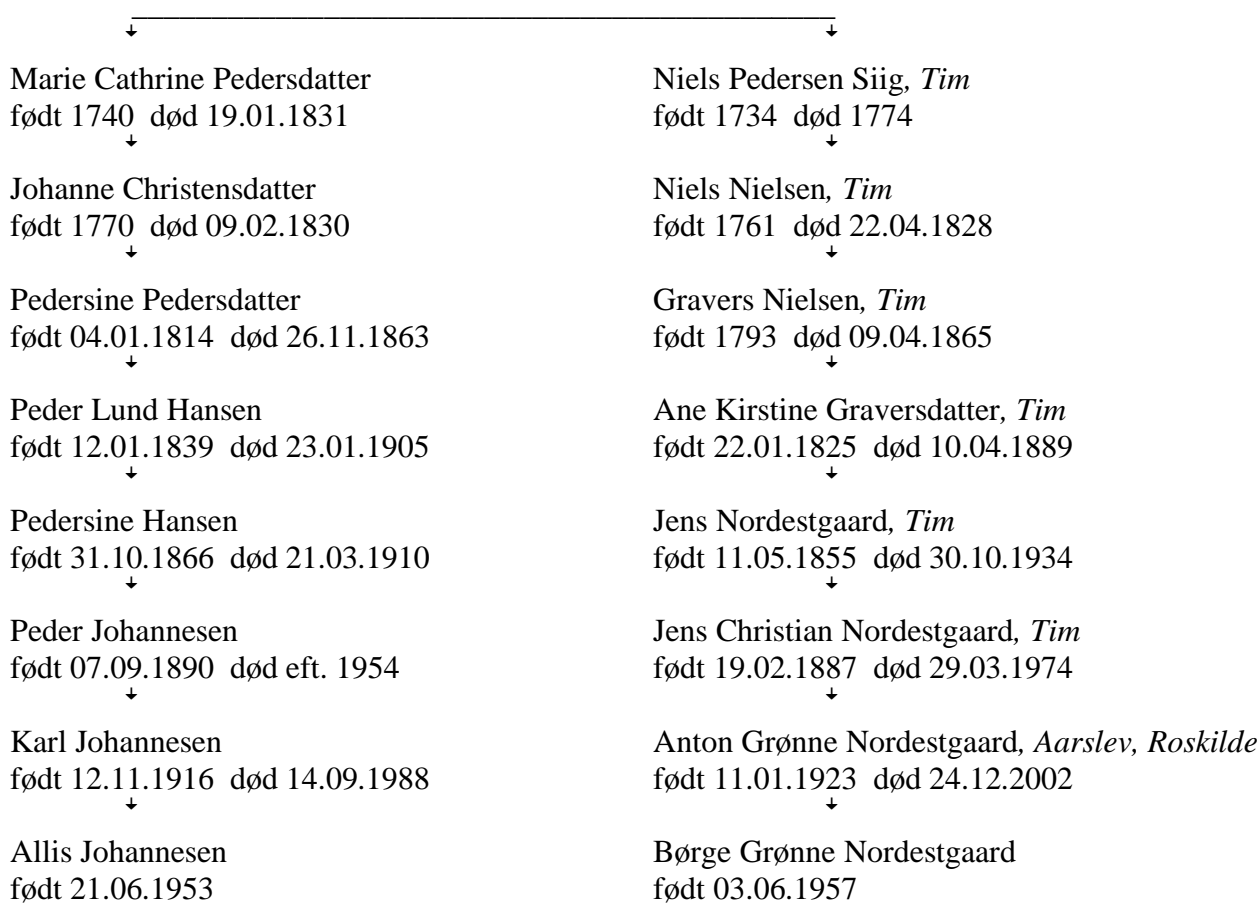 Marie Cathrine Pedersdatter
født 1740 død 19.01.1831
Johanne Christensdatter
født 1770 død 09.02.1830
Pedersine Pedersdatter
født 04.01.1814 død 26.11.1863
Peder Lund Hansen
født 12.01.1839 død 23.01.1905
Pedersine Hansen
født 31.10.1866 død 21.03.1910
Peder Johannesen
født 07.09.1890 død eft. 1954
Karl Johannesen
født 12.11.1916 død 14.09.1988
Allis Johannesen
født 21.06.1953
Niels Pedersen Siig, Tim
født 1734 død 1774
Niels Nielsen, Tim
født 1761 død 22.04.1828
Gravers Nielsen, Tim
født 1793 død 09.04.1865
Ane Kirstine Graversdatter, Tim
født 22.01.1825 død 10.04.1889
Jens Nordestgaard, Tim
født 11.05.1855 død 30.10.1934
Jens Christian Nordestgaard, Tim
født 19.02.1887 død 29.03.1974
Anton Grønne Nordestgaard, Aarslev, Roskilde
født 11.01.1923 død 24.12.2002
Børge Grønne Nordestgaard
født 03.06.1957